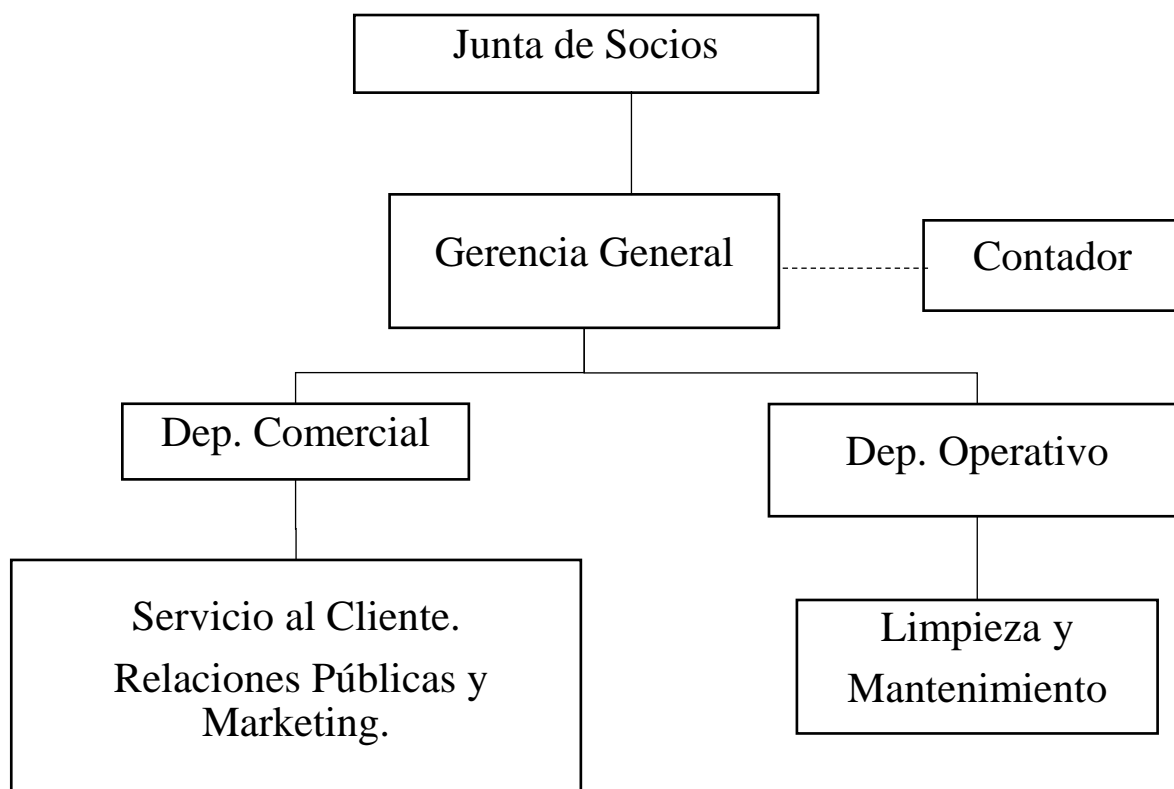 Junta de Socios
Gerencia General
Contador
Dep. Comercial
Dep. Operativo
Servicio al Cliente.
Relaciones Públicas y
Marketing.
Limpieza y
Mantenimiento